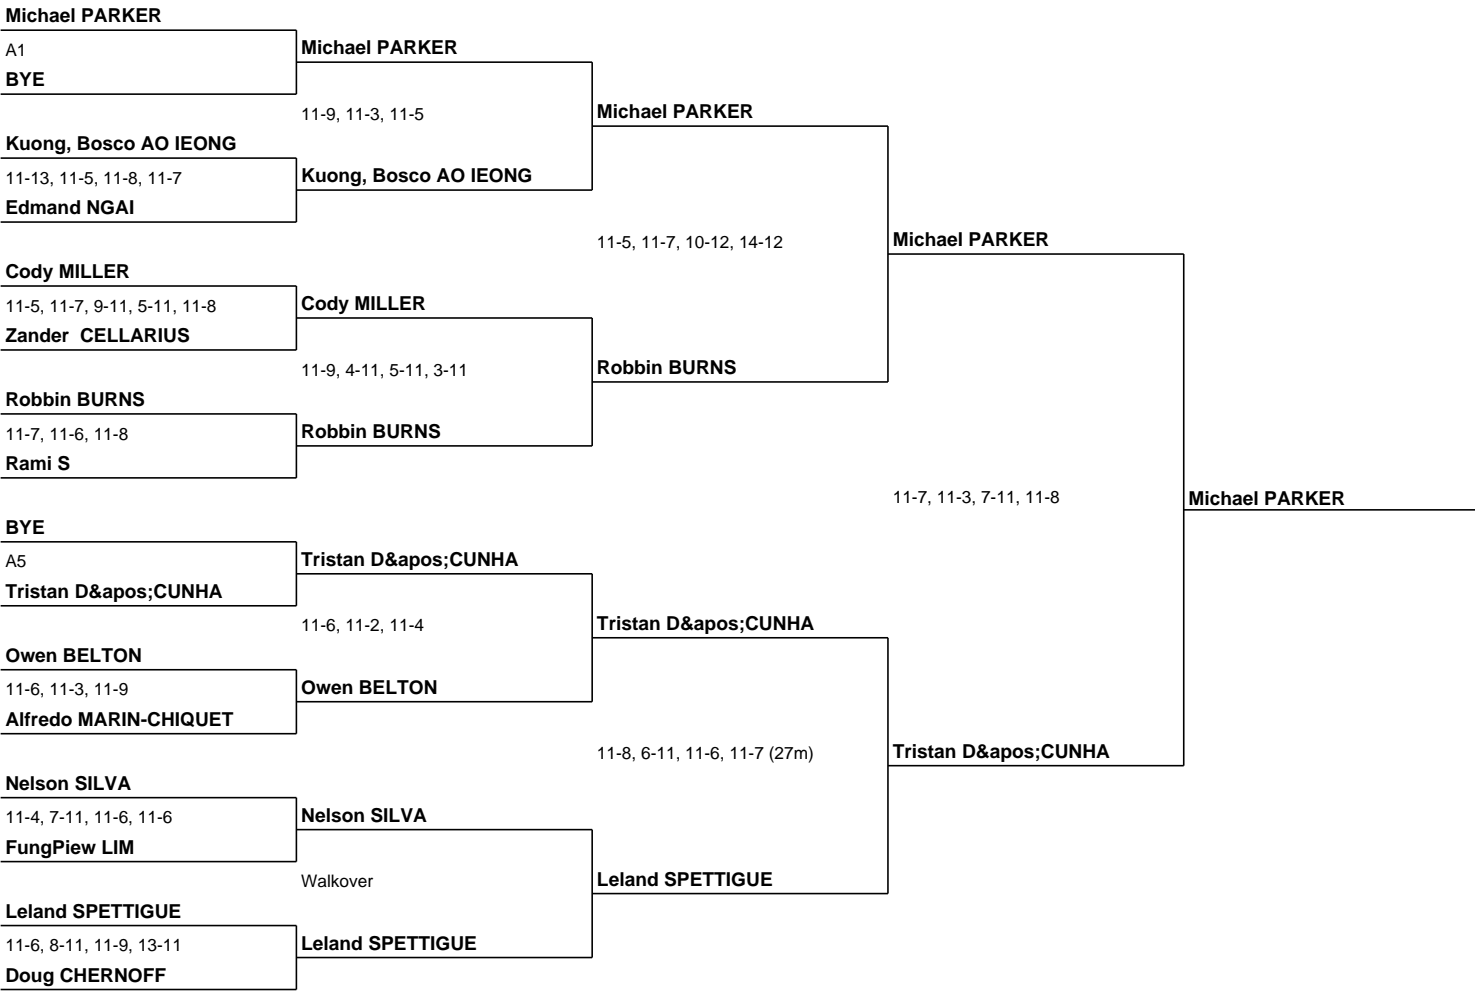 Michael PARKER
A1
BYE
Kuong, Bosco AO IEONG
11-13, 11-5, 11-8, 11-7
Edmand NGAI
Cody MILLER
11-5, 11-7, 9-11, 5-11, 11-8
Zander  CELLARIUS
Robbin BURNS
11-7, 11-6, 11-8
Rami S
BYE
A5
Tristan D&apos;CUNHA
Owen BELTON
11-6, 11-3, 11-9
Alfredo MARIN-CHIQUET
Nelson SILVA
11-4, 7-11, 11-6, 11-6
FungPiew LIM
Leland SPETTIGUE
11-6, 8-11, 11-9, 13-11
Doug CHERNOFF
Michael PARKER
11-9, 11-3, 11-5
Kuong, Bosco AO IEONG
Cody MILLER
11-9, 4-11, 5-11, 3-11
Robbin BURNS
Tristan D&apos;CUNHA
11-6, 11-2, 11-4
Owen BELTON
Nelson SILVA
Walkover
Leland SPETTIGUE
Michael PARKER
11-5, 11-7, 10-12, 14-12
Robbin BURNS
Tristan D&apos;CUNHA
11-8, 6-11, 11-6, 11-7 (27m)
Leland SPETTIGUE
Michael PARKER
11-7, 11-3, 7-11, 11-8
Tristan D&apos;CUNHA
Michael PARKER